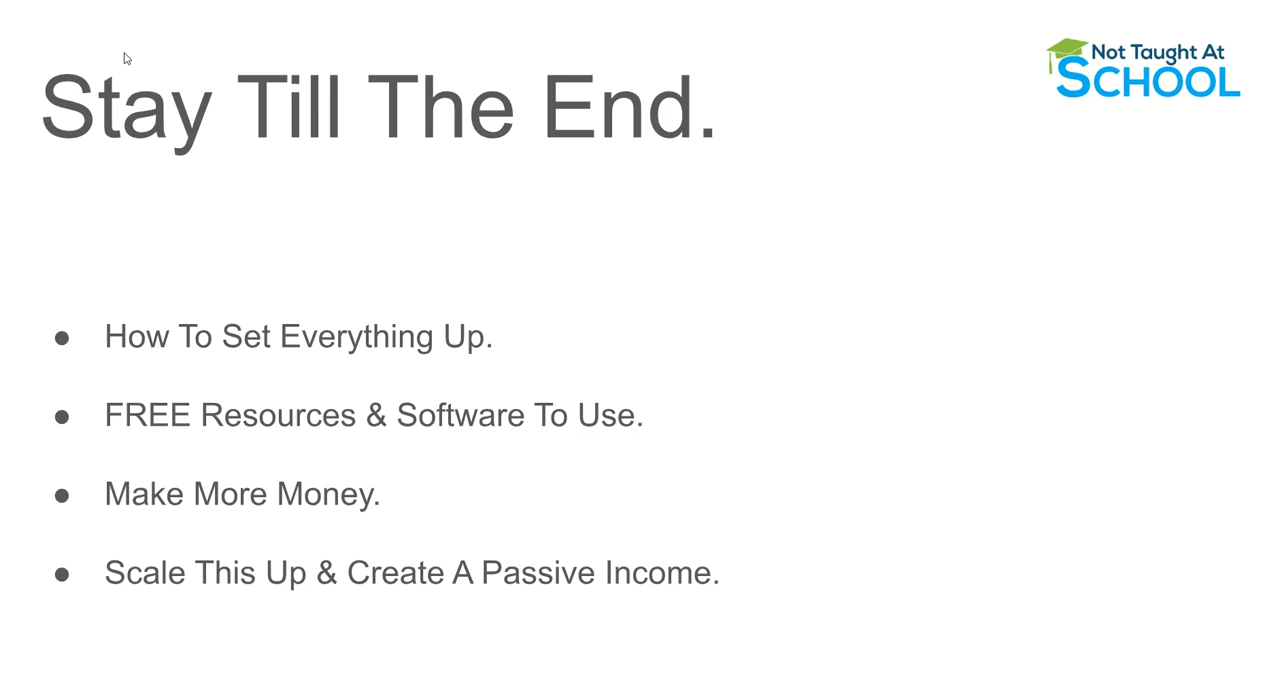 Not Taught At
SCHOOL
Stay Till The End.
● How To Set Everything Up.
● FREE Resources & Software To Use.
● Make More Money.
● Scale This Up & Create A Passive Income.